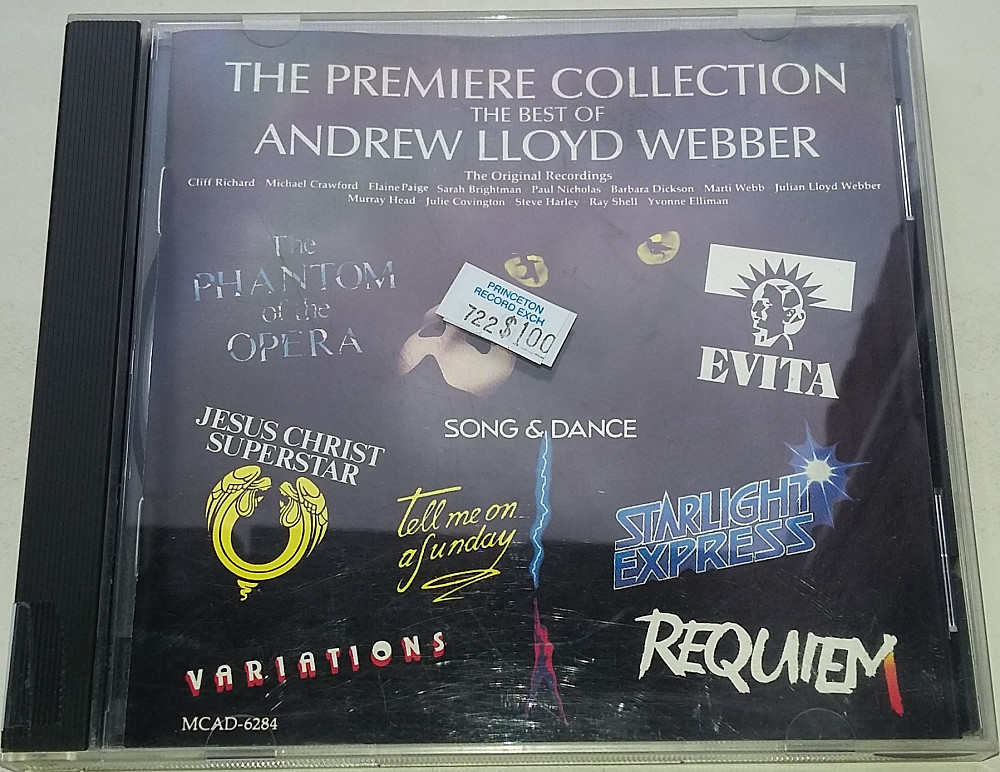 THE PREMIERE COLLECTION
THE BEST OF
ANDREW LLOYD WEBBER
The Original Recordings
Cliff Richard Michael Crawford Elaine Paige Sarah Brightman Paul Nicholas Barbara Dickson Marti Webb Julian Lloyd Webber
Murray Head Julie Covington Steve Harley Ray Shell Yvonne Elliman
The
PHANTOM
of the
OPERA
PRINCETON
RECORD EXCH
722 $100
EVITA
JESUS CHRIST
SUPERSTAR
SONG & DANCE
Tell me on
a Sunday
STARLIGHT
EXPRESS
VARIATIONS
REQUIEM
MCAD-6284